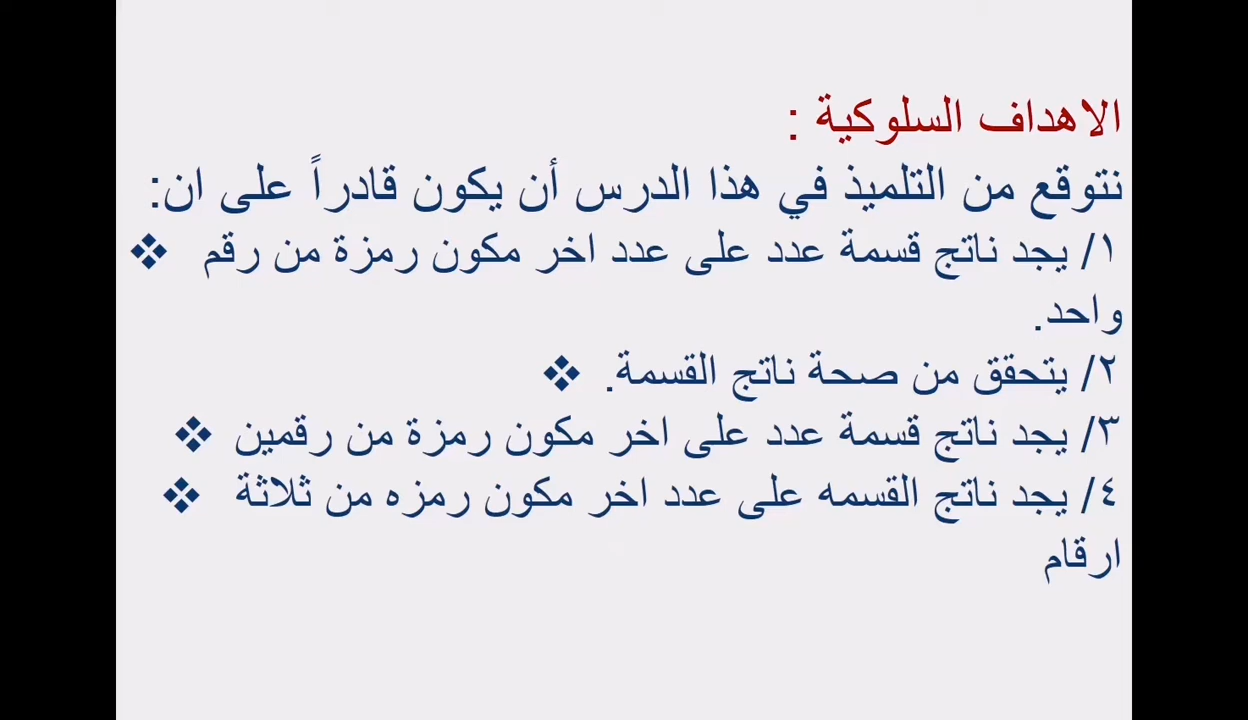 الاهداف السلوكية :
نتوقع من التلميذ في هذا الدرس أن يكون قادراً على ان:
١/ يجد ناتج قسمة عدد على عدد اخر مكون رمزة من رقم ❖
واحد.
٢/ يتحقق من صحة ناتج القسمة. ❖
٣/ يجد ناتج قسمة عدد على اخر مكون رمزة من رقمين ❖
٤/ يجد ناتج القسمه على عدد اخر مكون رمزه من ثلاثة ❖
ارقام